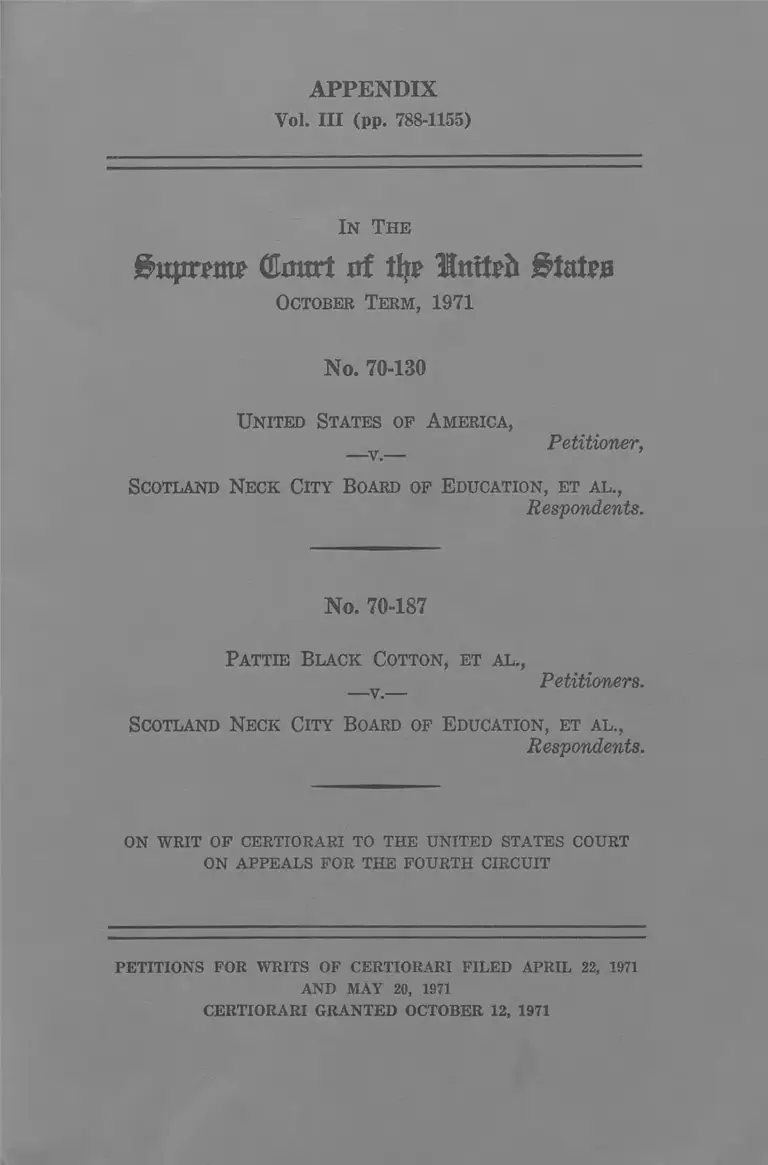 APPENDIX
Vol. III (pp. 788-1155)
IN THE
Supreme Court of the United States
OCTOBER TERM, 1971
No. 70-130
UNITED STATES OF AMERICA,
Petitioner,
—v.—
SCOTLAND NECK CITY BOARD OF EDUCATION, ET AL.,
Respondents.
No. 70-187
PATTIE BLACK COTTON, ET AL.,
Petitioners.
—v.—
SCOTLAND NECK CITY BOARD OF EDUCATION, ET AL.,
Respondents.
ON WRIT OF CERTIORARI TO THE UNITED STATES COURT
ON APPEALS FOR THE FOURTH CIRCUIT
PETITIONS FOR WRITS OF CERTIORARI FILED APRIL 22, 1971
AND MAY 20, 1971
CERTIORARI GRANTED OCTOBER 12, 1971